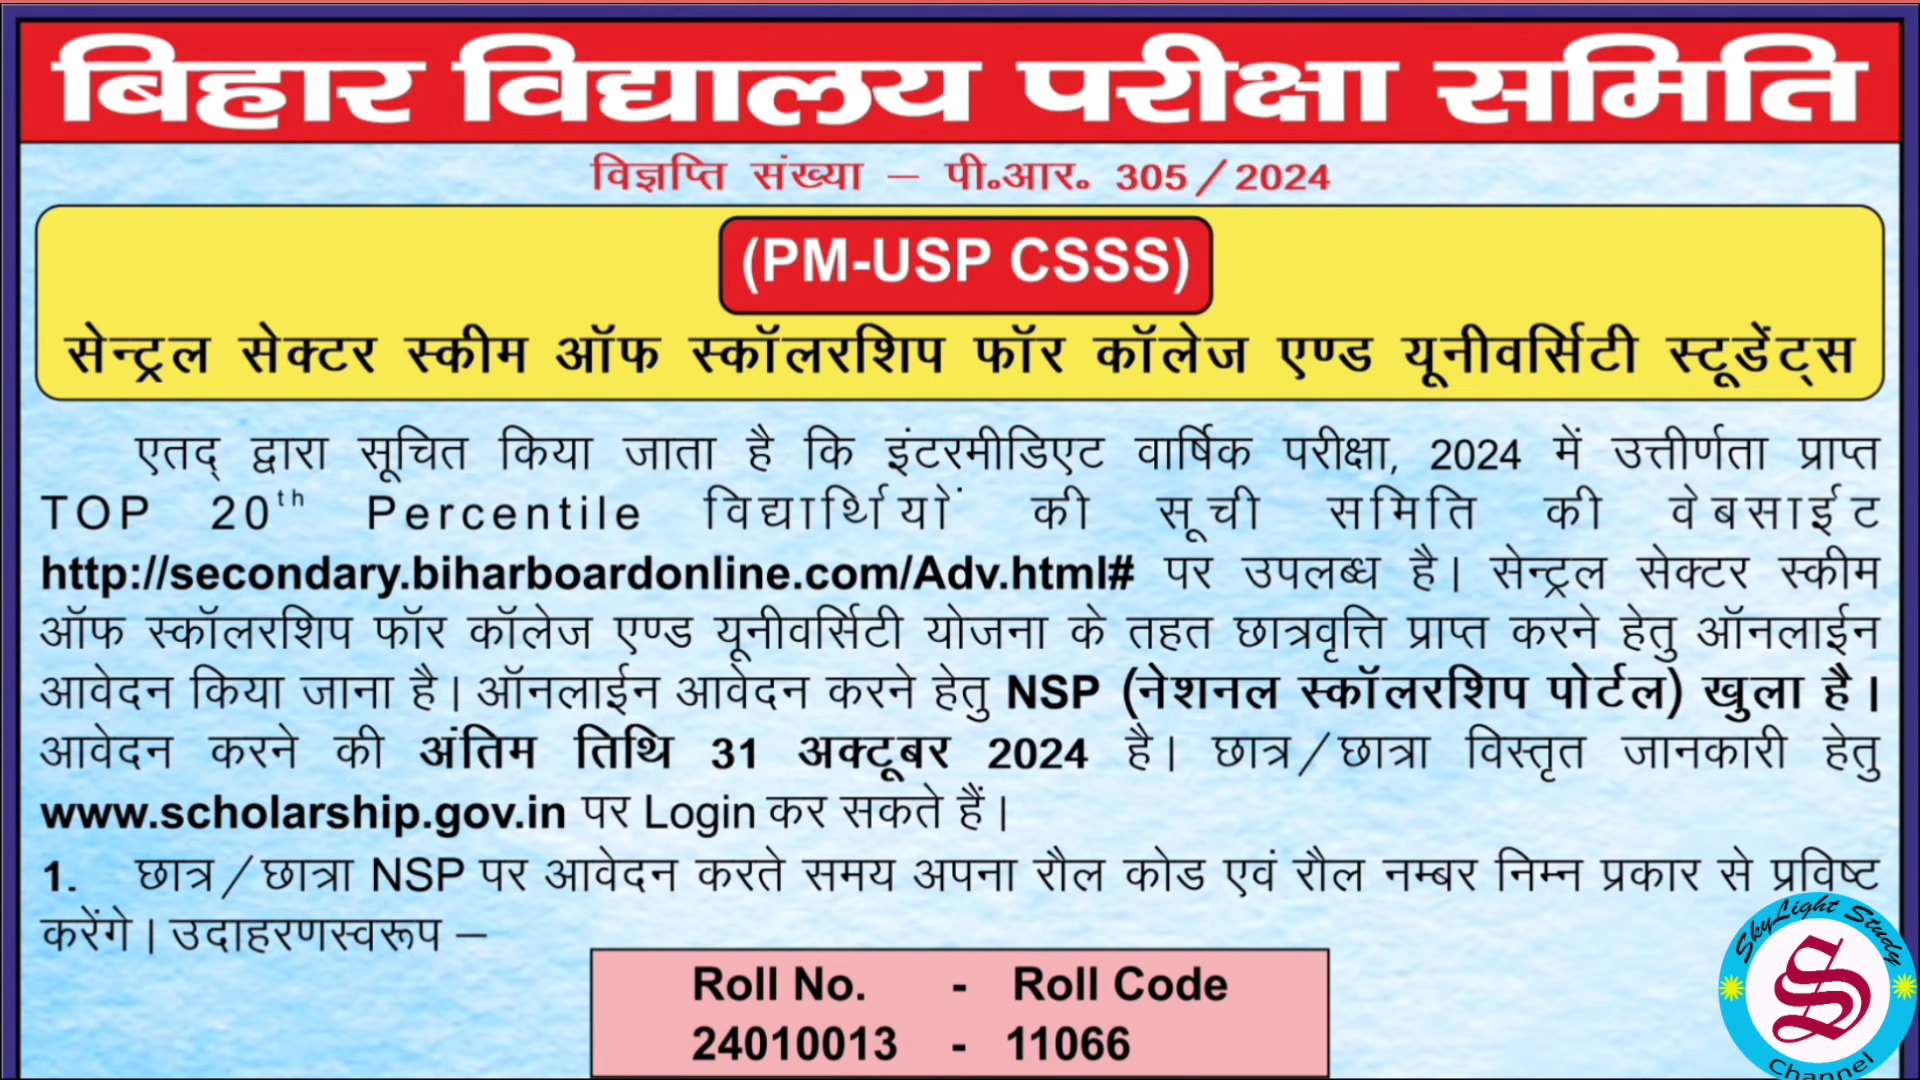 बिहार विद्यालय परीक्षा समिति
विज्ञप्ति संख्या – पी॰आर॰ 305/2024
(PM-USP CSSS)
सेन्ट्रल सेक्टर स्कीम ऑफ स्कॉलरशिप फॉर कॉलेज एण्ड यूनीवर्सिटी स्टूडेंट्स
एतद् द्वारा सूचित किया जाता है कि इंटरमीडिएट वार्षिक परीक्षा, 2024 में उत्तीर्णता प्राप्त
TOP 20th Percentile विद्यार्थियों की सूची समिति की वेबसाईट
http://secondary.biharboardonline.com/Adv.html# पर उपलब्ध है। सेन्ट्रल सेक्टर स्कीम
ऑफ स्कॉलरशिप फॉर कॉलेज एण्ड यूनीवर्सिटी योजना के तहत छात्रवृत्ति प्राप्त करने हेतु ऑनलाईन
आवेदन किया जाना है। ऑनलाईन आवेदन करने हेतु NSP (नेशनल स्कॉलरशिप पोर्टल) खुला है।
आवेदन करने की अंतिम तिथि 31 अक्टूबर 2024 है। छात्र/छात्रा विस्तृत जानकारी हेतु
www.scholarship.gov.in पर Login कर सकते हैं।
1. छात्र/छात्रा NSP पर आवेदन करते समय अपना रौल कोड एवं रौल नम्बर निम्न प्रकार से प्रविष्ट
करेंगे। उदाहरणस्वरूप –
Roll No. - Roll Code
24010013 - 11066
SkyLight Study
S
Channel